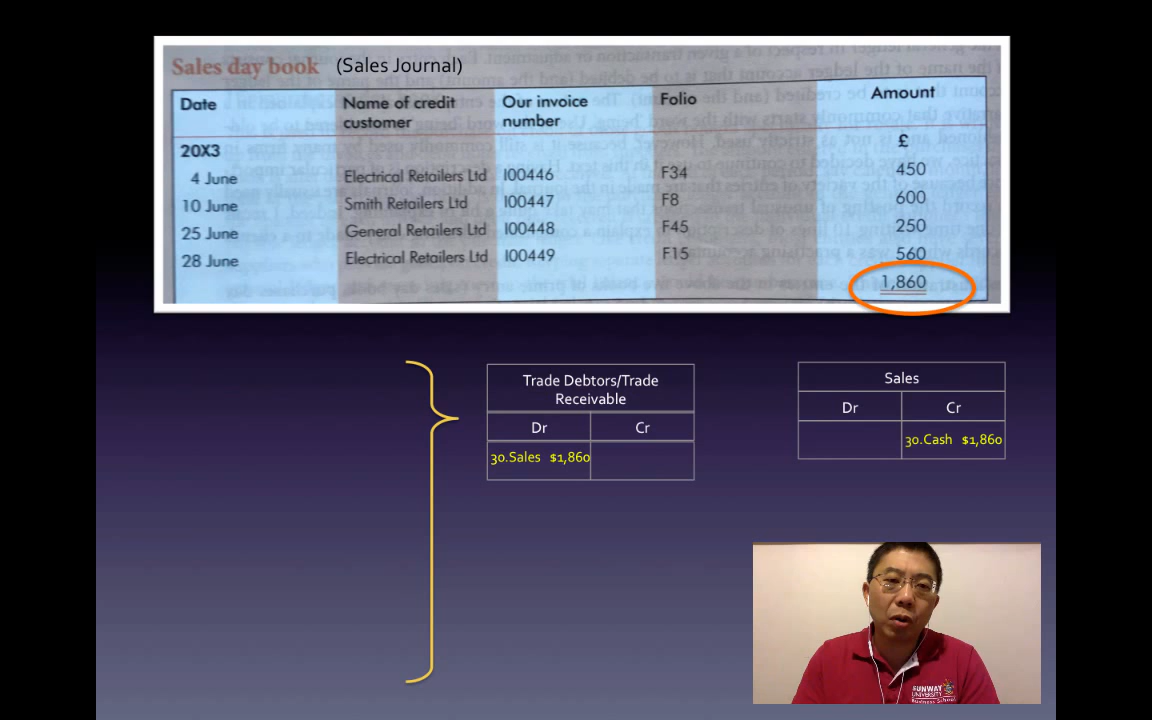 Sales day book (Sales Journal)
Date Name of credit customer Our invoice number Folio Amount
£
20X3
4 June Electrical Retailers Ltd I00446 F34 450
10 June Smith Retailers Ltd I00447 F8 600
25 June General Retailers Ltd I00448 F45 250
28 June Electrical Retailers Ltd I00449 F15 560
1,860
Trade Debtors/Trade
Receivable
Dr Cr
30.Sales $1,860
Sales
Dr Cr
30.Cash $1,860
SUNWAY
UNIVERSITY
Business School